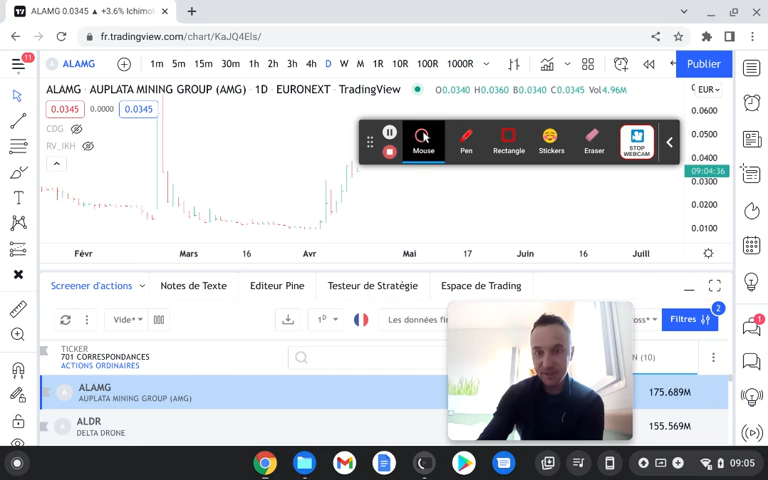 ALAMG 0.0345 ▲ +3.6% Ichimok
fr.tradingview.com/chart/KaJQ4Els/
11
ALAMG
1m 5m 15m 30m 1h 2h 4h D W M 1R 10R 100R 1000R
Publier
ALAMG AUPLATA MINING GROUP (AMG) 1D EURONEXT TradingView
O0.0340 H0.0360 B0.0340 C0.0345 Vol4.96M
EUR
0.0345 0.0000 0.0345
CDG
RV_IKH
Mouse
Pen
Rectangle
Stickers
Eraser
STOP
WEBCAM
0.0600
0.0500
0.0400
09:04:36
0.0300
0.0200
0.0100
Févr Mars 16 Avr Mai 17 Juin 16 Juill
Screener d'actions Notes de Texte Editeur Pine Testeur de Stratégie Espace de Trading
Vide*
1D
Les données fin
Filtres
2
TICKER
701 CORRESPONDANCES
ACTIONS ORDINAIRES
N (10)
A ALAMG
AUPLATA MINING GROUP (AMG)
175.689M
A ALDR
DELTA DRONE
155.569M
1
09:05